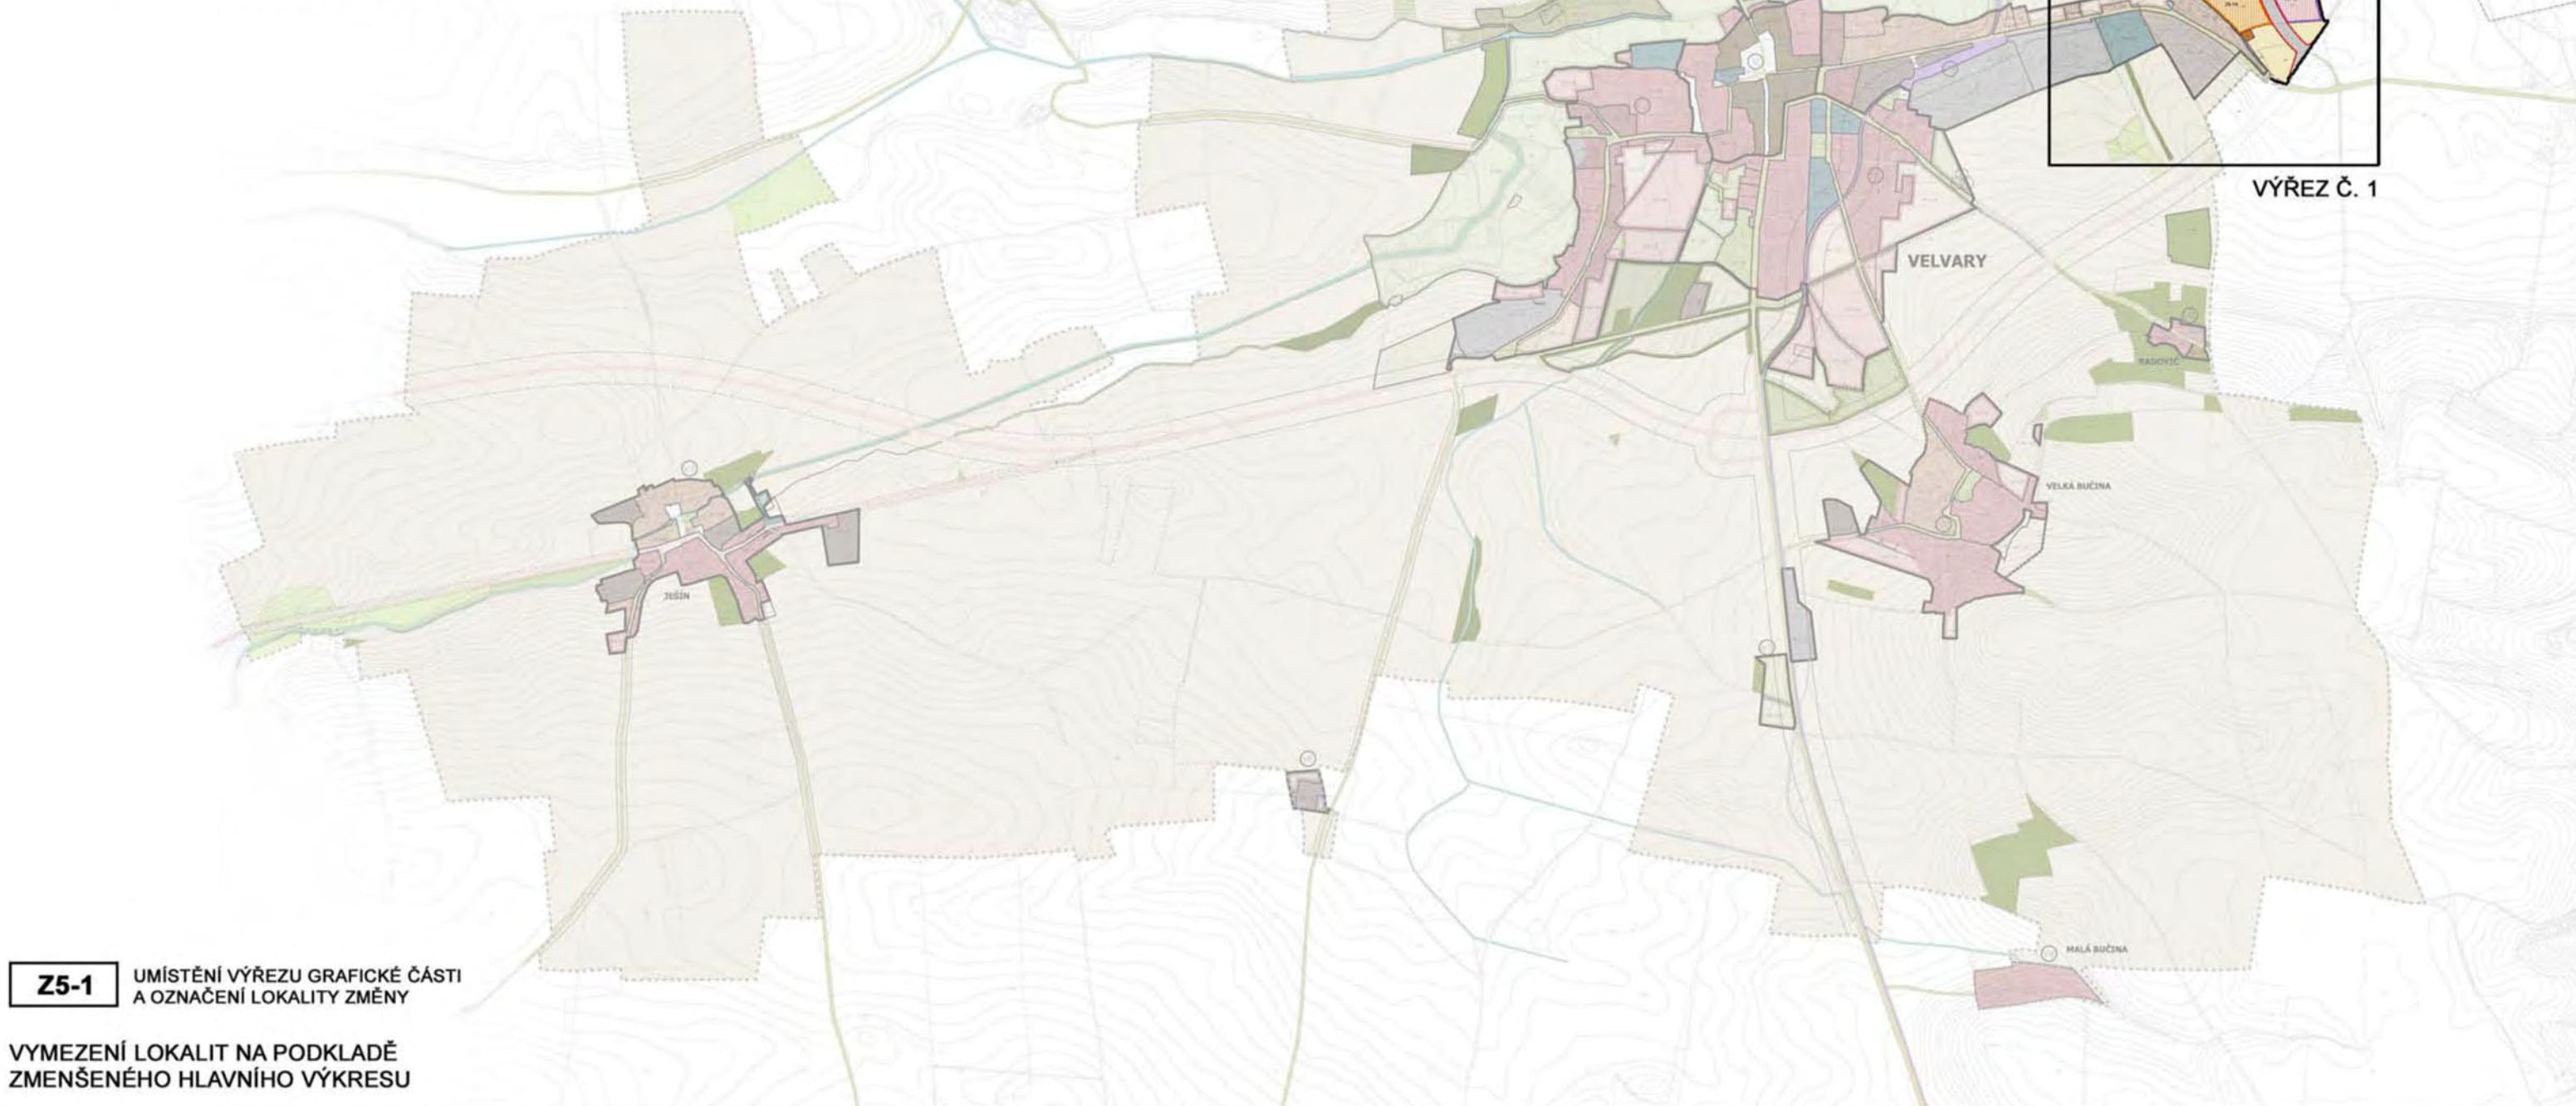 VÝŘEZ Č. 1
VELVARY
RADOVIČ
VELKÁ BUČINA
JEŠÍN
MALÁ BUČINA
Z5-1
UMÍSTĚNÍ VÝŘEZU GRAFICKÉ ČÁSTI
A OZNAČENÍ LOKALITY ZMĚNY
VYMEZENÍ LOKALIT NA PODKLADĚ
ZMENŠENÉHO HLAVNÍHO VÝKRESU